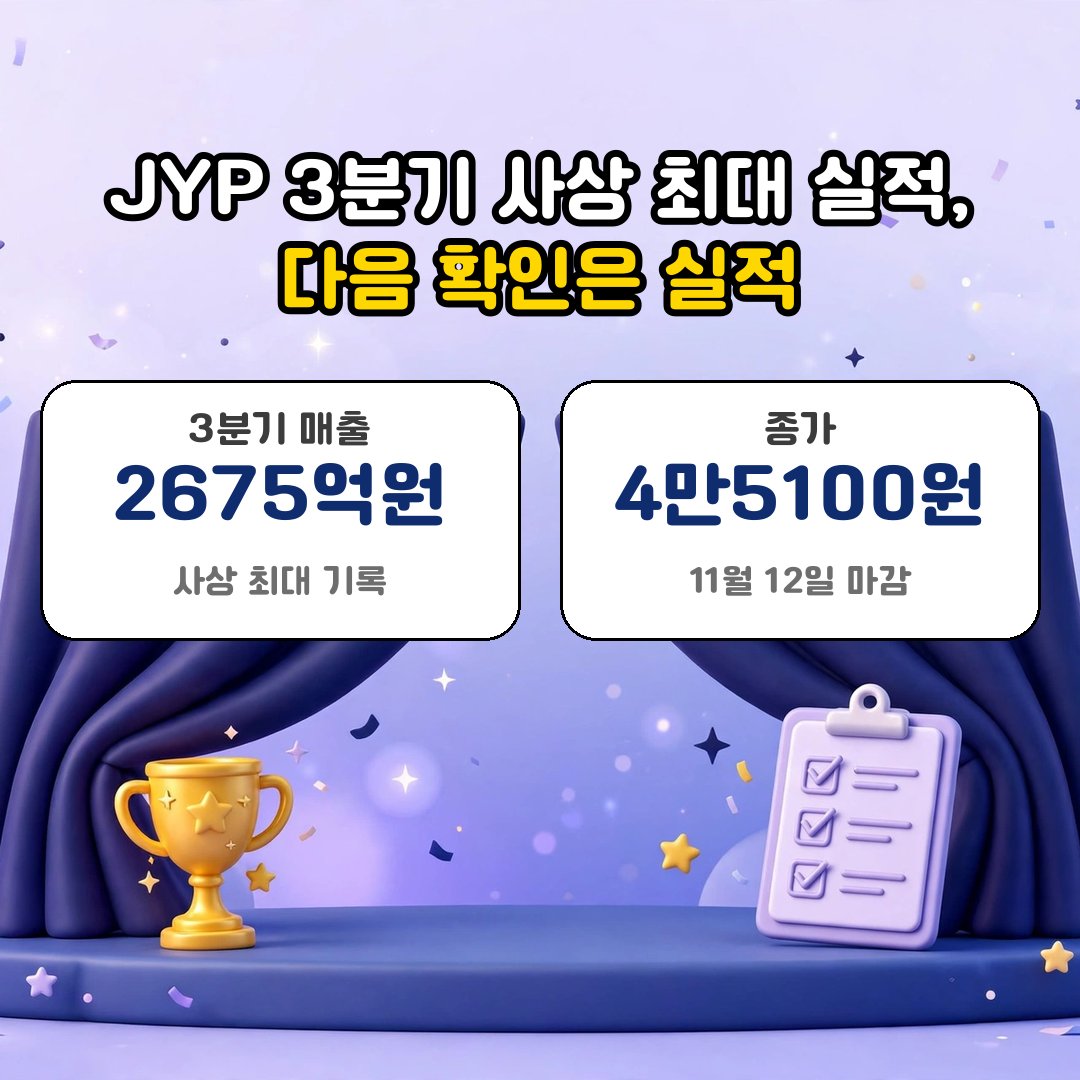 JYP 3분기 사상 최대 실적,
다음 확인은 실적
3분기 매출
2675억원
사상 최대 기록
종가
4만5100원
11월 12일 마감